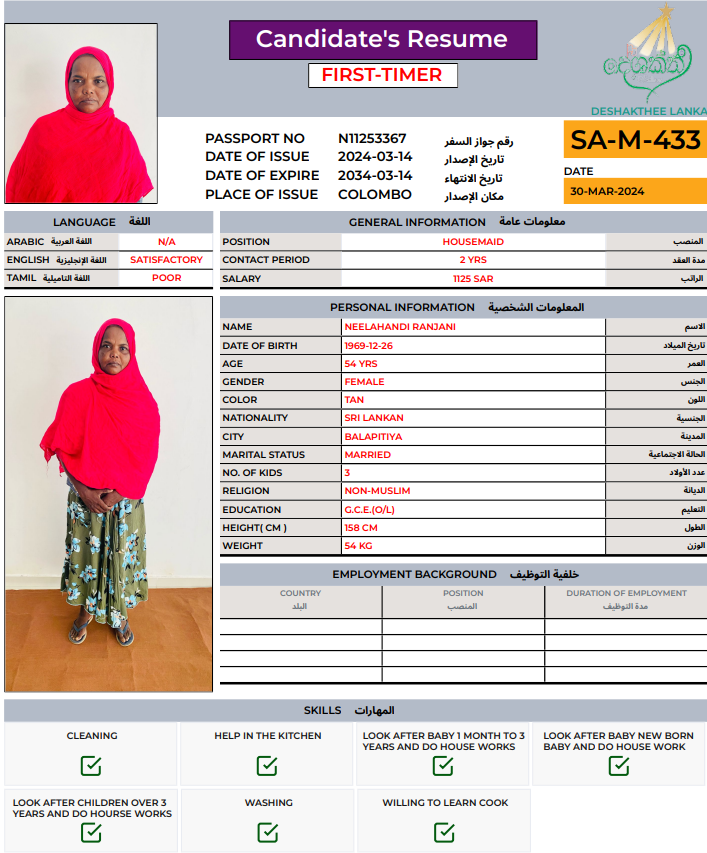 Candidate's Resume
FIRST-TIMER
දේශක්ති
DESHAKTHEE LANKA
SA-M-433
DATE
30-MAR-2024
PASSPORT NO N11253367 رقم جواز السفر
DATE OF ISSUE 2024-03-14 تاريخ الإصدار
DATE OF EXPIRE 2034-03-14 تاريخ الانتهاء
PLACE OF ISSUE COLOMBO مكان الإصدار
LANGUAGE اللغة
ARABIC اللغة العربية N/A
ENGLISH اللغة الإنجليزية SATISFACTORY
TAMIL اللغة التاميلية POOR
GENERAL INFORMATION معلومات عامة
POSITION HOUSEMAID المنصب
CONTACT PERIOD 2 YRS مدة العقد
SALARY 1125 SAR الراتب
PERSONAL INFORMATION المعلومات الشخصية
NAME NEELAHANDI RANJANI الاسم
DATE OF BIRTH 1969-12-26 تاريخ الميلاد
AGE 54 YRS العمر
GENDER FEMALE الجنس
COLOR TAN اللون
NATIONALITY SRI LANKAN الجنسية
CITY BALAPITIYA المدينة
MARITAL STATUS MARRIED الحالة الاجتماعية
NO. OF KIDS 3 عدد الأولاد
RELIGION NON-MUSLIM الديانة
EDUCATION G.C.E.(O/L) التعليم
HEIGHT( CM ) 158 CM الطول
WEIGHT 54 KG الوزن
EMPLOYMENT BACKGROUND خلفية التوظيف
COUNTRY POSITION DURATION OF EMPLOYMENT
البلد المنصب مدة التوظيف
SKILLS المهارات
CLEANING
HELP IN THE KITCHEN
LOOK AFTER BABY 1 MONTH TO 3
YEARS AND DO HOUSE WORKS
LOOK AFTER BABY NEW BORN
BABY AND DO HOUSE WORK
LOOK AFTER CHILDREN OVER 3
YEARS AND DO HOURSE WORKS
WASHING
WILLING TO LEARN COOK